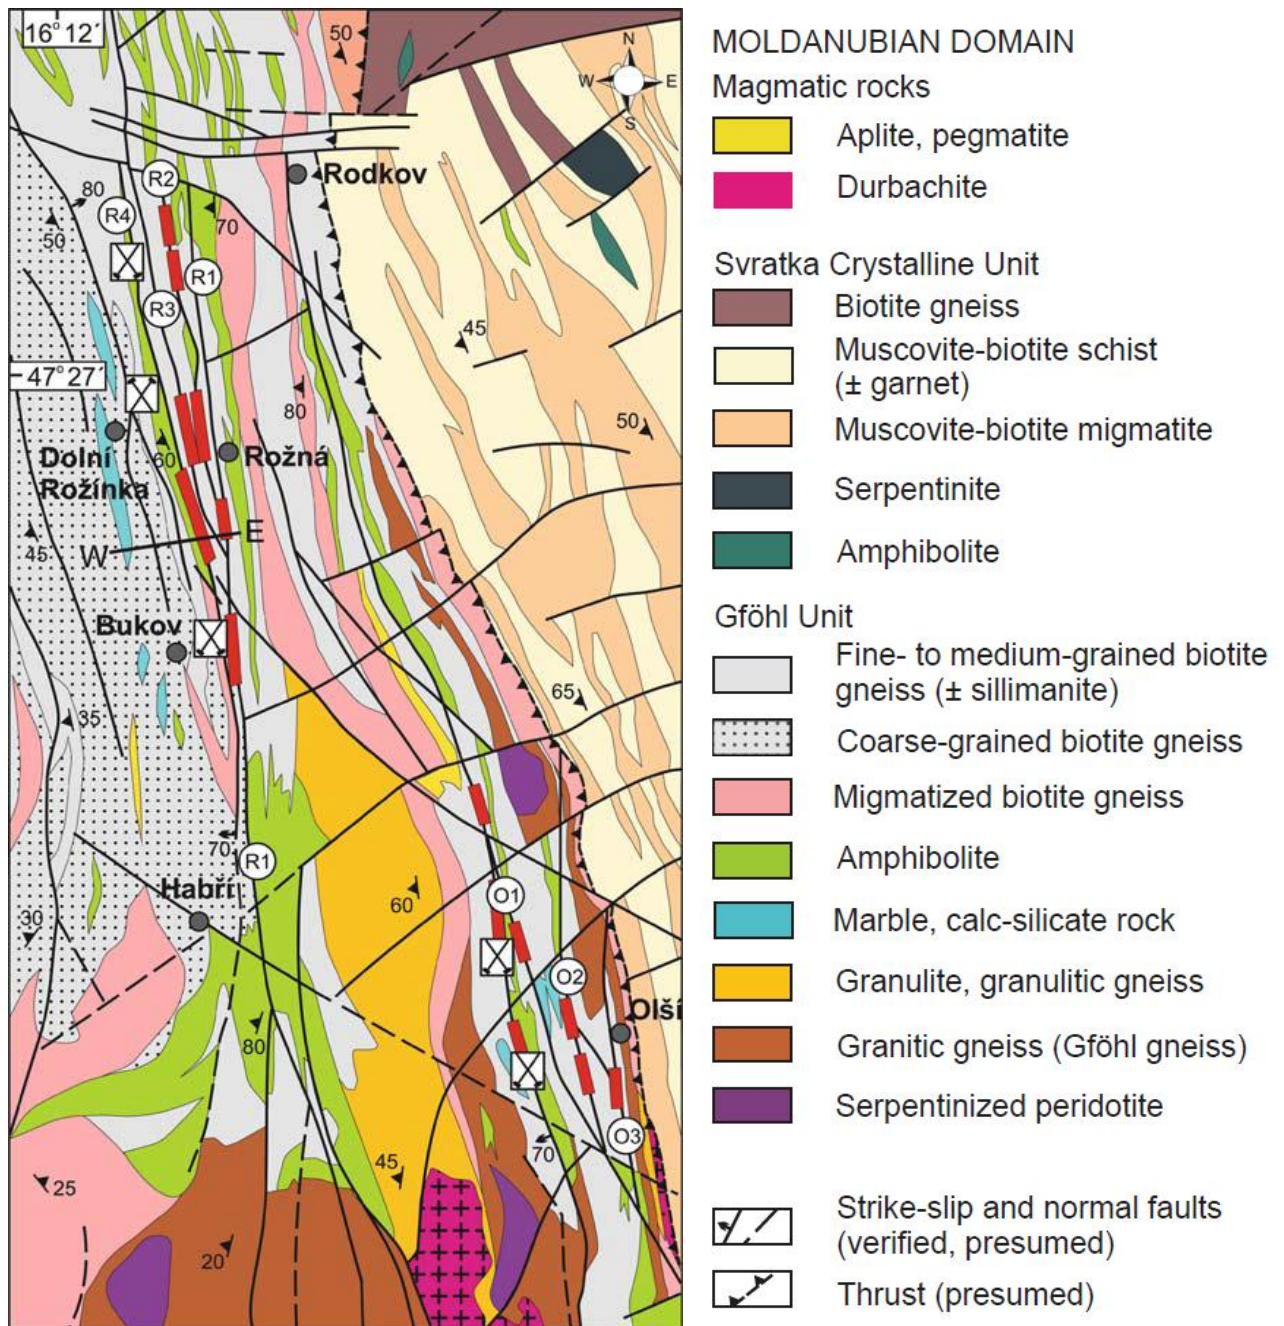 16° 12´
50
N
W
E
S
R2
Rodkov
80
R4
50
70
R1
R3
45
47° 27´
80
50
Dolní
Rožínka
60
Rožná
45
W
E
Bukov
65
35
70
R1
Habří
60
O1
30
O2
Olší
80
O3
70
45
25
20
MOLDANUBIAN DOMAIN
Magmatic rocks
Aplite, pegmatite
Durbachite
Svratka Crystalline Unit
Biotite gneiss
Muscovite-biotite schist
(± garnet)
Muscovite-biotite migmatite
Serpentinite
Amphibolite
Gföhl Unit
Fine- to medium-grained biotite
gneiss (± sillimanite)
Coarse-grained biotite gneiss
Migmatized biotite gneiss
Amphibolite
Marble, calc-silicate rock
Granulite, granulitic gneiss
Granitic gneiss (Gföhl gneiss)
Serpentinized peridotite
Strike-slip and normal faults
(verified, presumed)
Thrust (presumed)